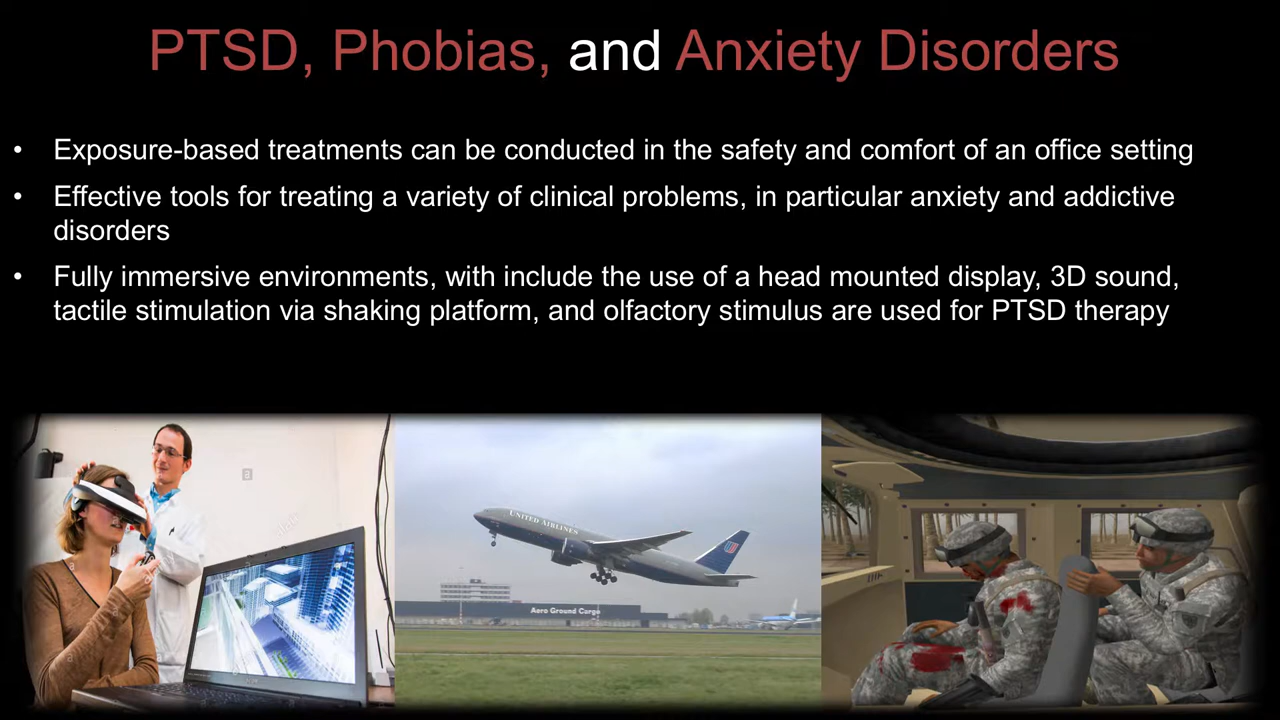 PTSD, Phobias, and Anxiety Disorders
• Exposure-based treatments can be conducted in the safety and comfort of an office setting
• Effective tools for treating a variety of clinical problems, in particular anxiety and addictive
disorders
• Fully immersive environments, with include the use of a head mounted display, 3D sound,
tactile stimulation via shaking platform, and olfactory stimulus are used for PTSD therapy
UNITED AIRLINES
Aero Ground Cargo